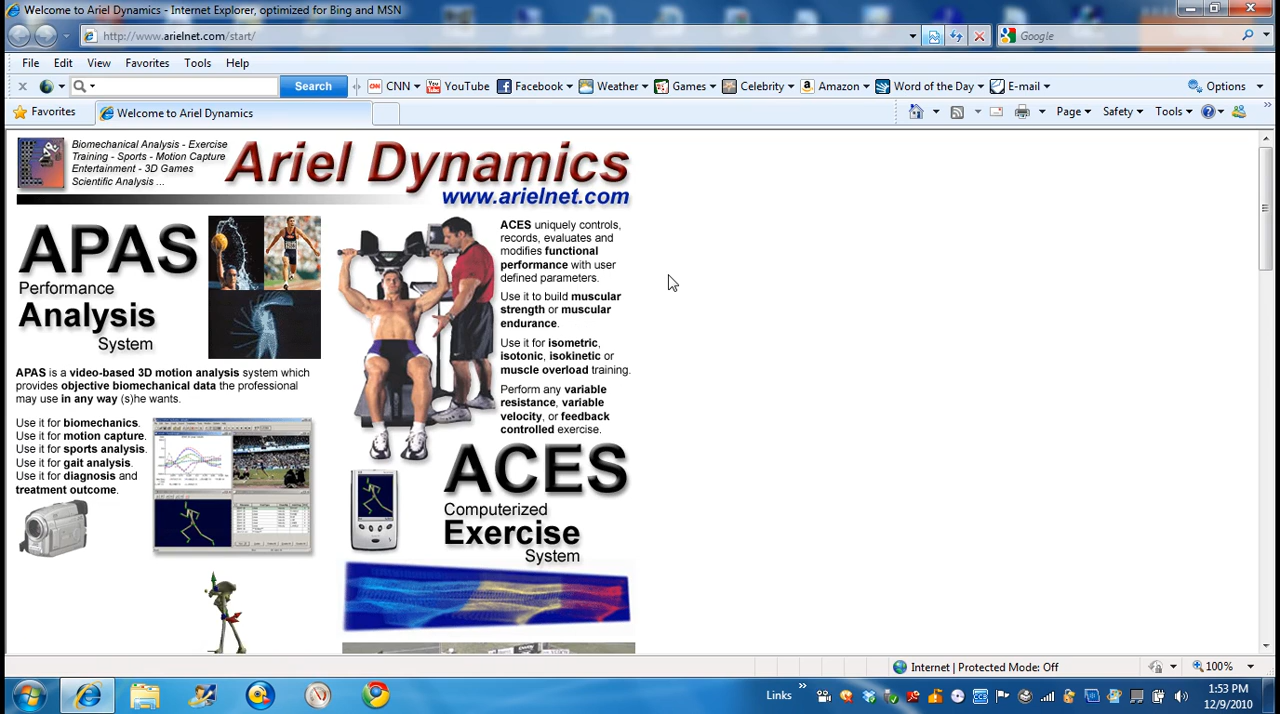 Welcome to Ariel Dynamics - Internet Explorer, optimized for Bing and MSN
http://www.arielnet.com/start/
Google
File Edit View Favorites Tools Help
Search CNN YouTube Facebook Weather Games Celebrity Amazon Word of the Day E-mail Options
Favorites Welcome to Ariel Dynamics Page Safety Tools
Biomechanical Analysis - Exercise
Training - Sports - Motion Capture
Entertainment - 3D Games
Scientific Analysis ...
Ariel Dynamics
www.arielnet.com
APAS
Performance
Analysis
System
APAS is a video-based 3D motion analysis system which
provides objective biomechanical data the professional
may use in any way (s)he wants.
Use it for biomechanics.
Use it for motion capture.
Use it for sports analysis.
Use it for gait analysis.
Use it for diagnosis and
treatment outcome.
ACES uniquely controls,
records, evaluates and
modifies functional
performance with user
defined parameters.
Use it to build muscular
strength or muscular
endurance.
Use it for isometric,
isotonic, isokinetic or
muscle overload training.
Perform any variable
resistance, variable
velocity, or feedback
controlled exercise.
ACES
Computerized
Exercise
System
Internet | Protected Mode: Off
100%
Links
1:53 PM
12/9/2010